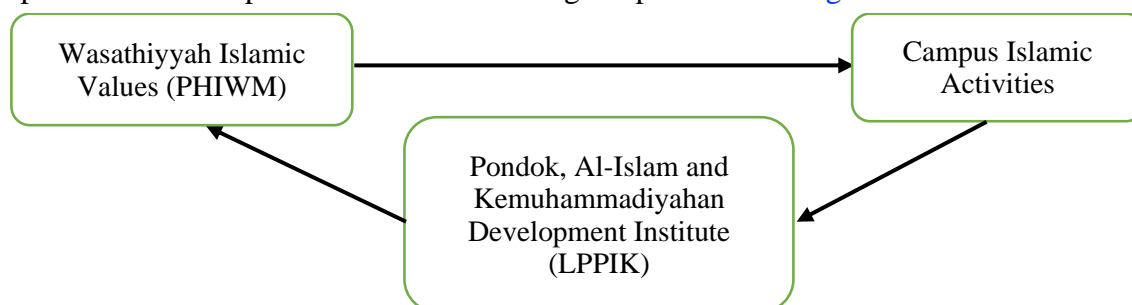 Wasathiyyah Islamic
Values (PHIWM)
Campus Islamic
Activities
Pondok, Al-Islam and
Kemuhammadiyahan
Development Institute
(LPPIK)